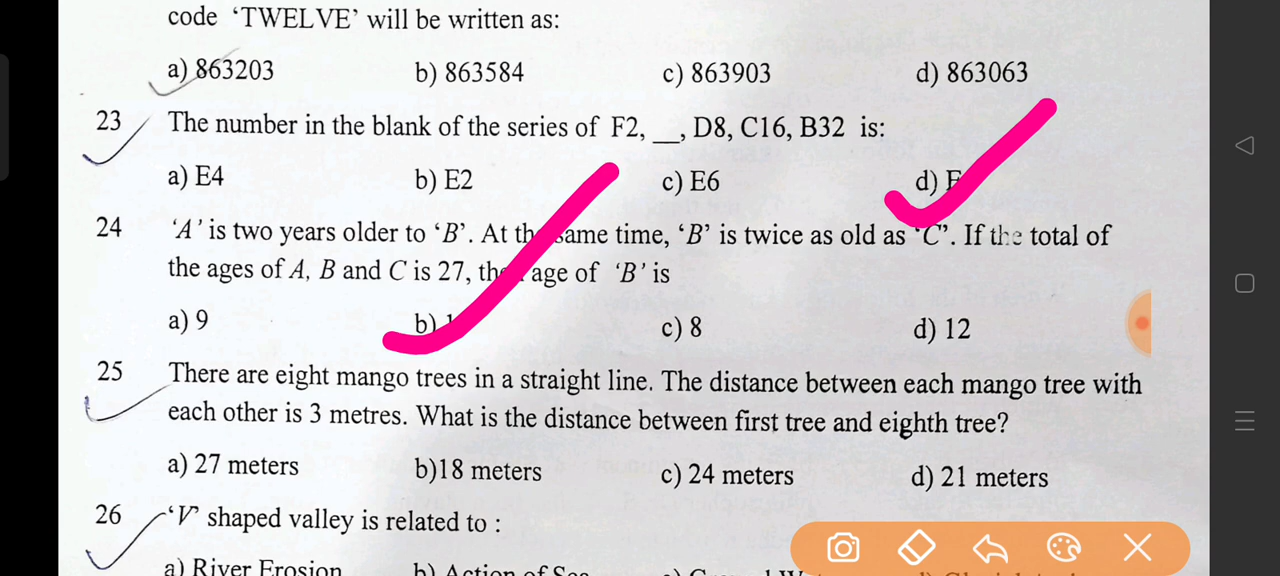 code ‘TWELVE’ will be written as:
a) 863203 b) 863584 c) 863903 d) 863063
23 The number in the blank of the series of F2, __, D8, C16, B32 is:
a) E4 b) E2 c) E6 d)
24 ‘A’ is two years older to ‘B’. At the same time, ‘B’ is twice as old as ‘C’. If the total of
the ages of A, B and C is 27, the age of ‘B’ is
a) 9 b) c) 8 d) 12
25 There are eight mango trees in a straight line. The distance between each mango tree with
each other is 3 metres. What is the distance between first tree and eighth tree?
a) 27 meters b)18 meters c) 24 meters d) 21 meters
26 ‘V’ shaped valley is related to :
a) River Erosion b) Action of Sea